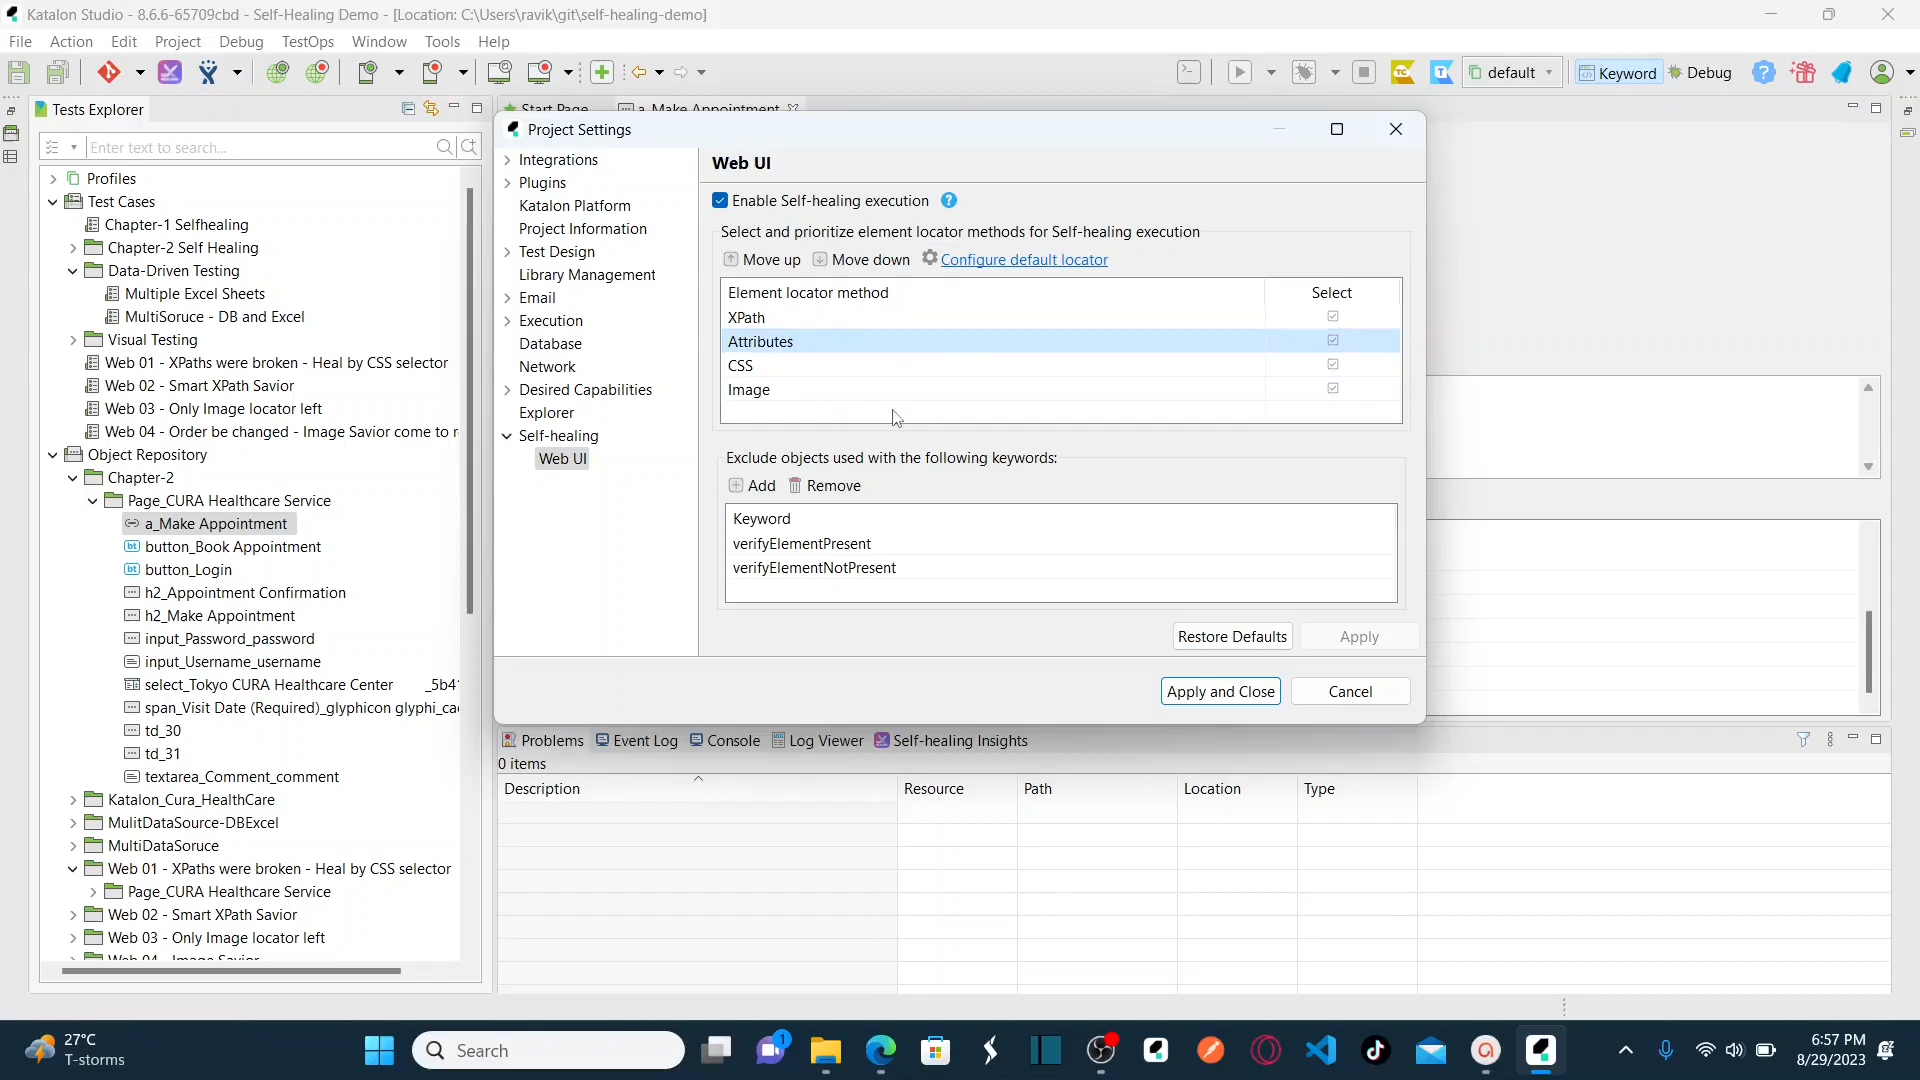 Katalon Studio - 8.6.6-65709cbd - Self-Healing Demo - [Location: C:\Users\ravik\git\self-healing-demo]
File Action Edit Project Debug TestOps Window Tools Help
default Keyword Debug
Tests Explorer
Start Page a_Make Appointment
Enter text to search...
Profiles
Test Cases
Chapter-1 Selfhealing
Chapter-2 Self Healing
Data-Driven Testing
Multiple Excel Sheets
MultiSoruce - DB and Excel
Visual Testing
Web 01 - XPaths were broken - Heal by CSS selector
Web 02 - Smart XPath Savior
Web 03 - Only Image locator left
Web 04 - Order be changed - Image Savior come to r
Object Repository
Chapter-2
Page_CURA Healthcare Service
a_Make Appointment
button_Book Appointment
button_Login
h2_Appointment Confirmation
h2_Make Appointment
input_Password_password
input_Username_username
select_Tokyo CURA Healthcare Center _5b4
span_Visit Date (Required)_glyphicon glyphi_ca
td_30
td_31
textarea_Comment_comment
Katalon_Cura_HealthCare
MulitDataSource-DBExcel
MultiDataSoruce
Web 01 - XPaths were broken - Heal by CSS selector
Page_CURA Healthcare Service
Web 02 - Smart XPath Savior
Web 03 - Only Image locator left
Web 04 - Image Savior
Project Settings
Integrations
Plugins
Katalon Platform
Project Information
Test Design
Library Management
Email
Execution
Database
Network
Desired Capabilities
Explorer
Self-healing
Web UI
Web UI
Enable Self-healing execution
Select and prioritize element locator methods for Self-healing execution
Move up Move down Configure default locator
Element locator method Select
XPath
Attributes
CSS
Image
Exclude objects used with the following keywords:
Add Remove
Keyword
verifyElementPresent
verifyElementNotPresent
Restore Defaults Apply
Apply and Close Cancel
Problems Event Log Console Log Viewer Self-healing Insights
0 items
Description Resource Path Location Type
27°C
T-storms
Search
1
6:57 PM
8/29/2023